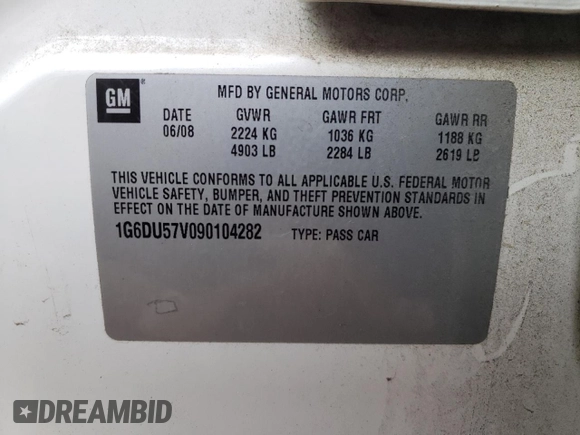 GM ®
MFD BY GENERAL MOTORS CORP.
DATE GVWR GAWR FRT GAWR RR
06/08 2224 KG 1036 KG 1188 KG
4903 LB 2284 LB 2619 LB
THIS VEHICLE CONFORMS TO ALL APPLICABLE U.S. FEDERAL MOTOR
VEHICLE SAFETY, BUMPER, AND THEFT PREVENTION STANDARDS IN
EFFECT ON THE DATE OF MANUFACTURE SHOWN ABOVE.
1G6DU57V090104282 TYPE: PASS CAR
DREAMBID